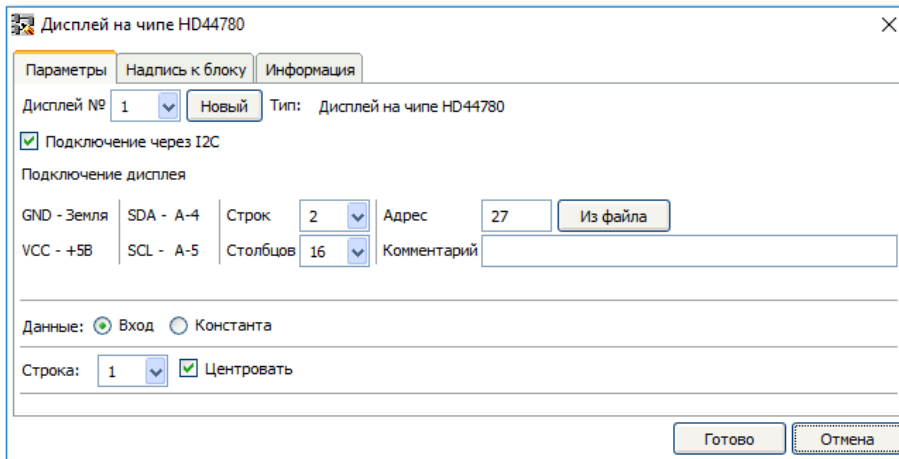 Дисплей на чипе HD44780
Параметры Надпись к блоку Информация
Дисплей № 1 Новый Тип: Дисплей на чипе HD44780
Подключение через I2C
Подключение дисплея
GND - Земля SDA - A-4 Строк 2 Адрес 27 Из файла
VCC - +5В SCL - A-5 Столбцов 16 Комментарий
Данные: Вход Константа
Строка: 1 Центровать
Готово Отмена